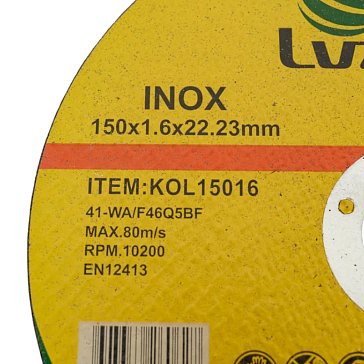 INOX
150x1.6x22.23mm
ITEM:KOL15016
41-WA/F46Q5BF
MAX.80m/s
RPM.10200
EN12413